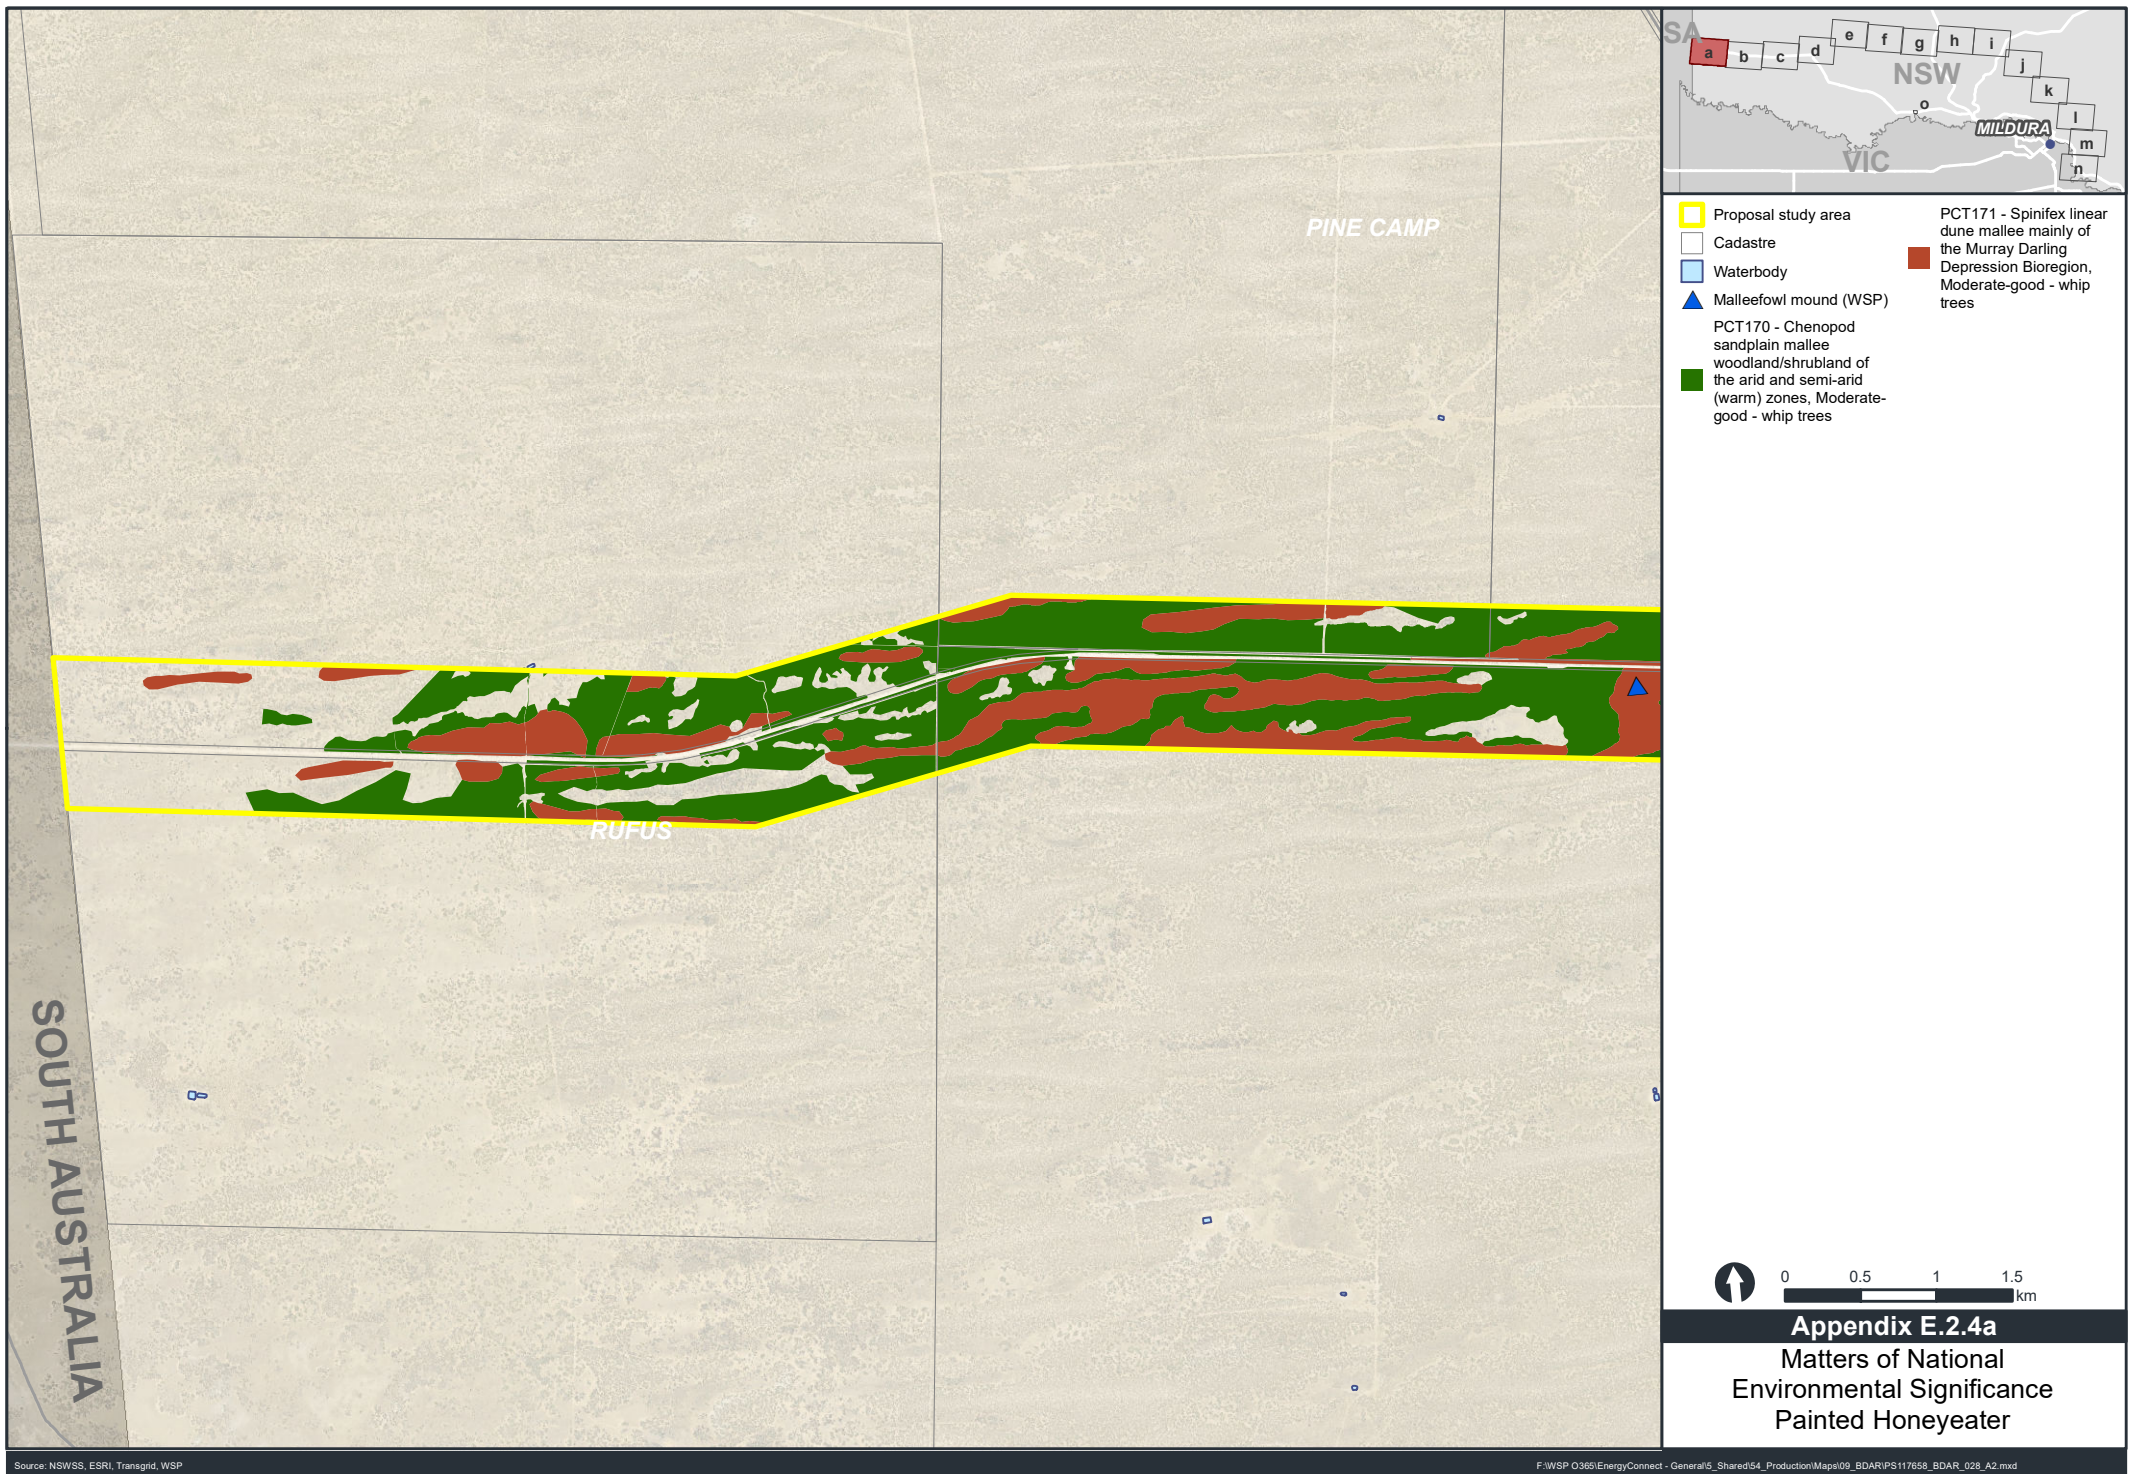 PINE CAMP
RUFUS
SOUTH AUSTRALIA
SA
a
b
c
d
e
f
g
h
i
j
k
l
m
n
o
NSW
MILDURA
VIC
Proposal study area
Cadastre
Waterbody
Malleefowl mound (WSP)
PCT170 - Chenopod
sandplain mallee
woodland/shrubland of
the arid and semi-arid
(warm) zones, Moderate-
good - whip trees
PCT171 - Spinifex linear
dune mallee mainly of
the Murray Darling
Depression Bioregion,
Moderate-good - whip
trees
0 0.5 1 1.5
km
Appendix E.2.4a
Matters of National
Environmental Significance
Painted Honeyeater
Source: NSWSS, ESRI, Transgrid, WSP
F:\WSP O365\EnergyConnect - General\5_Shared\54_Production\Maps\09_BDAR\PS117658_BDAR_028_A2.mxd